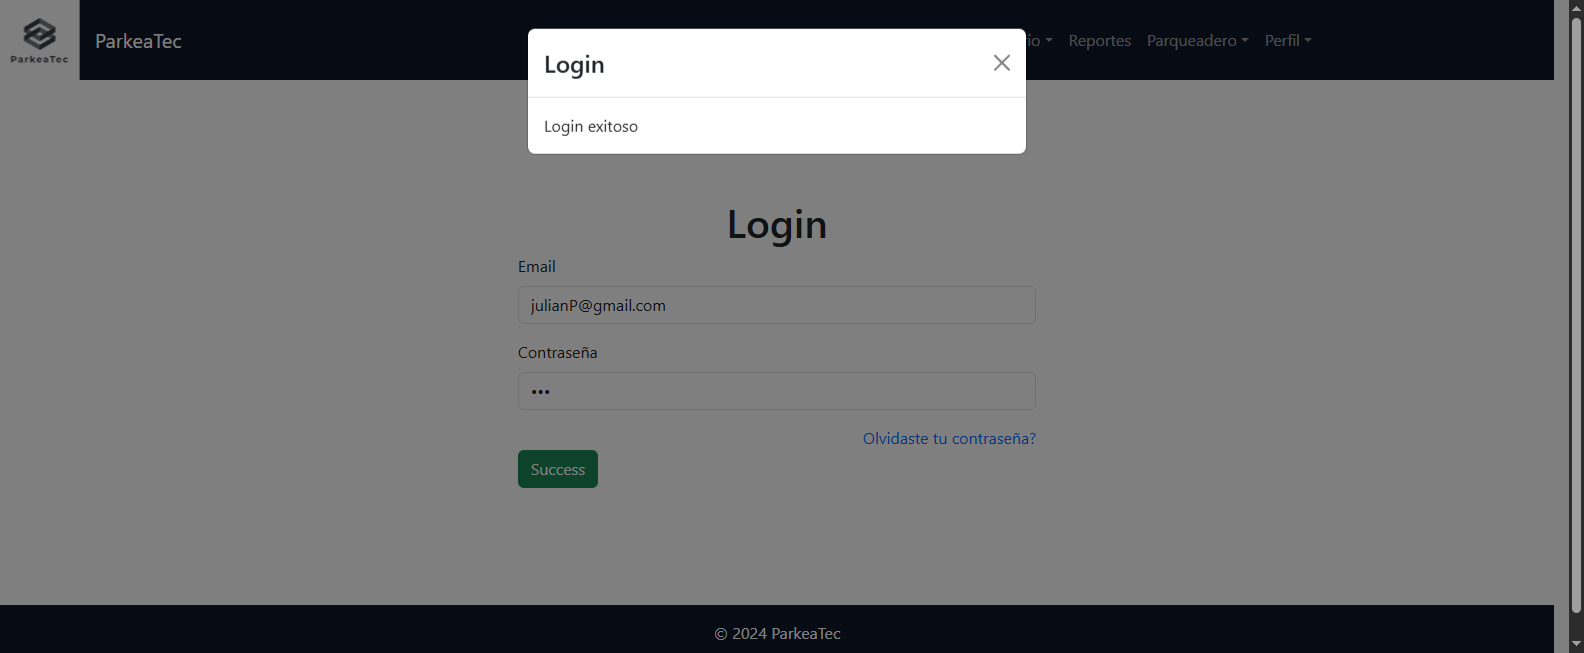 ParkeaTec
ParkeaTec
io Reportes Parqueadero Perfil
Login
Login exitoso
Login
Email
julianP@gmail.com
Contraseña
•••
Olvidaste tu contraseña?
Success
© 2024 ParkeaTec